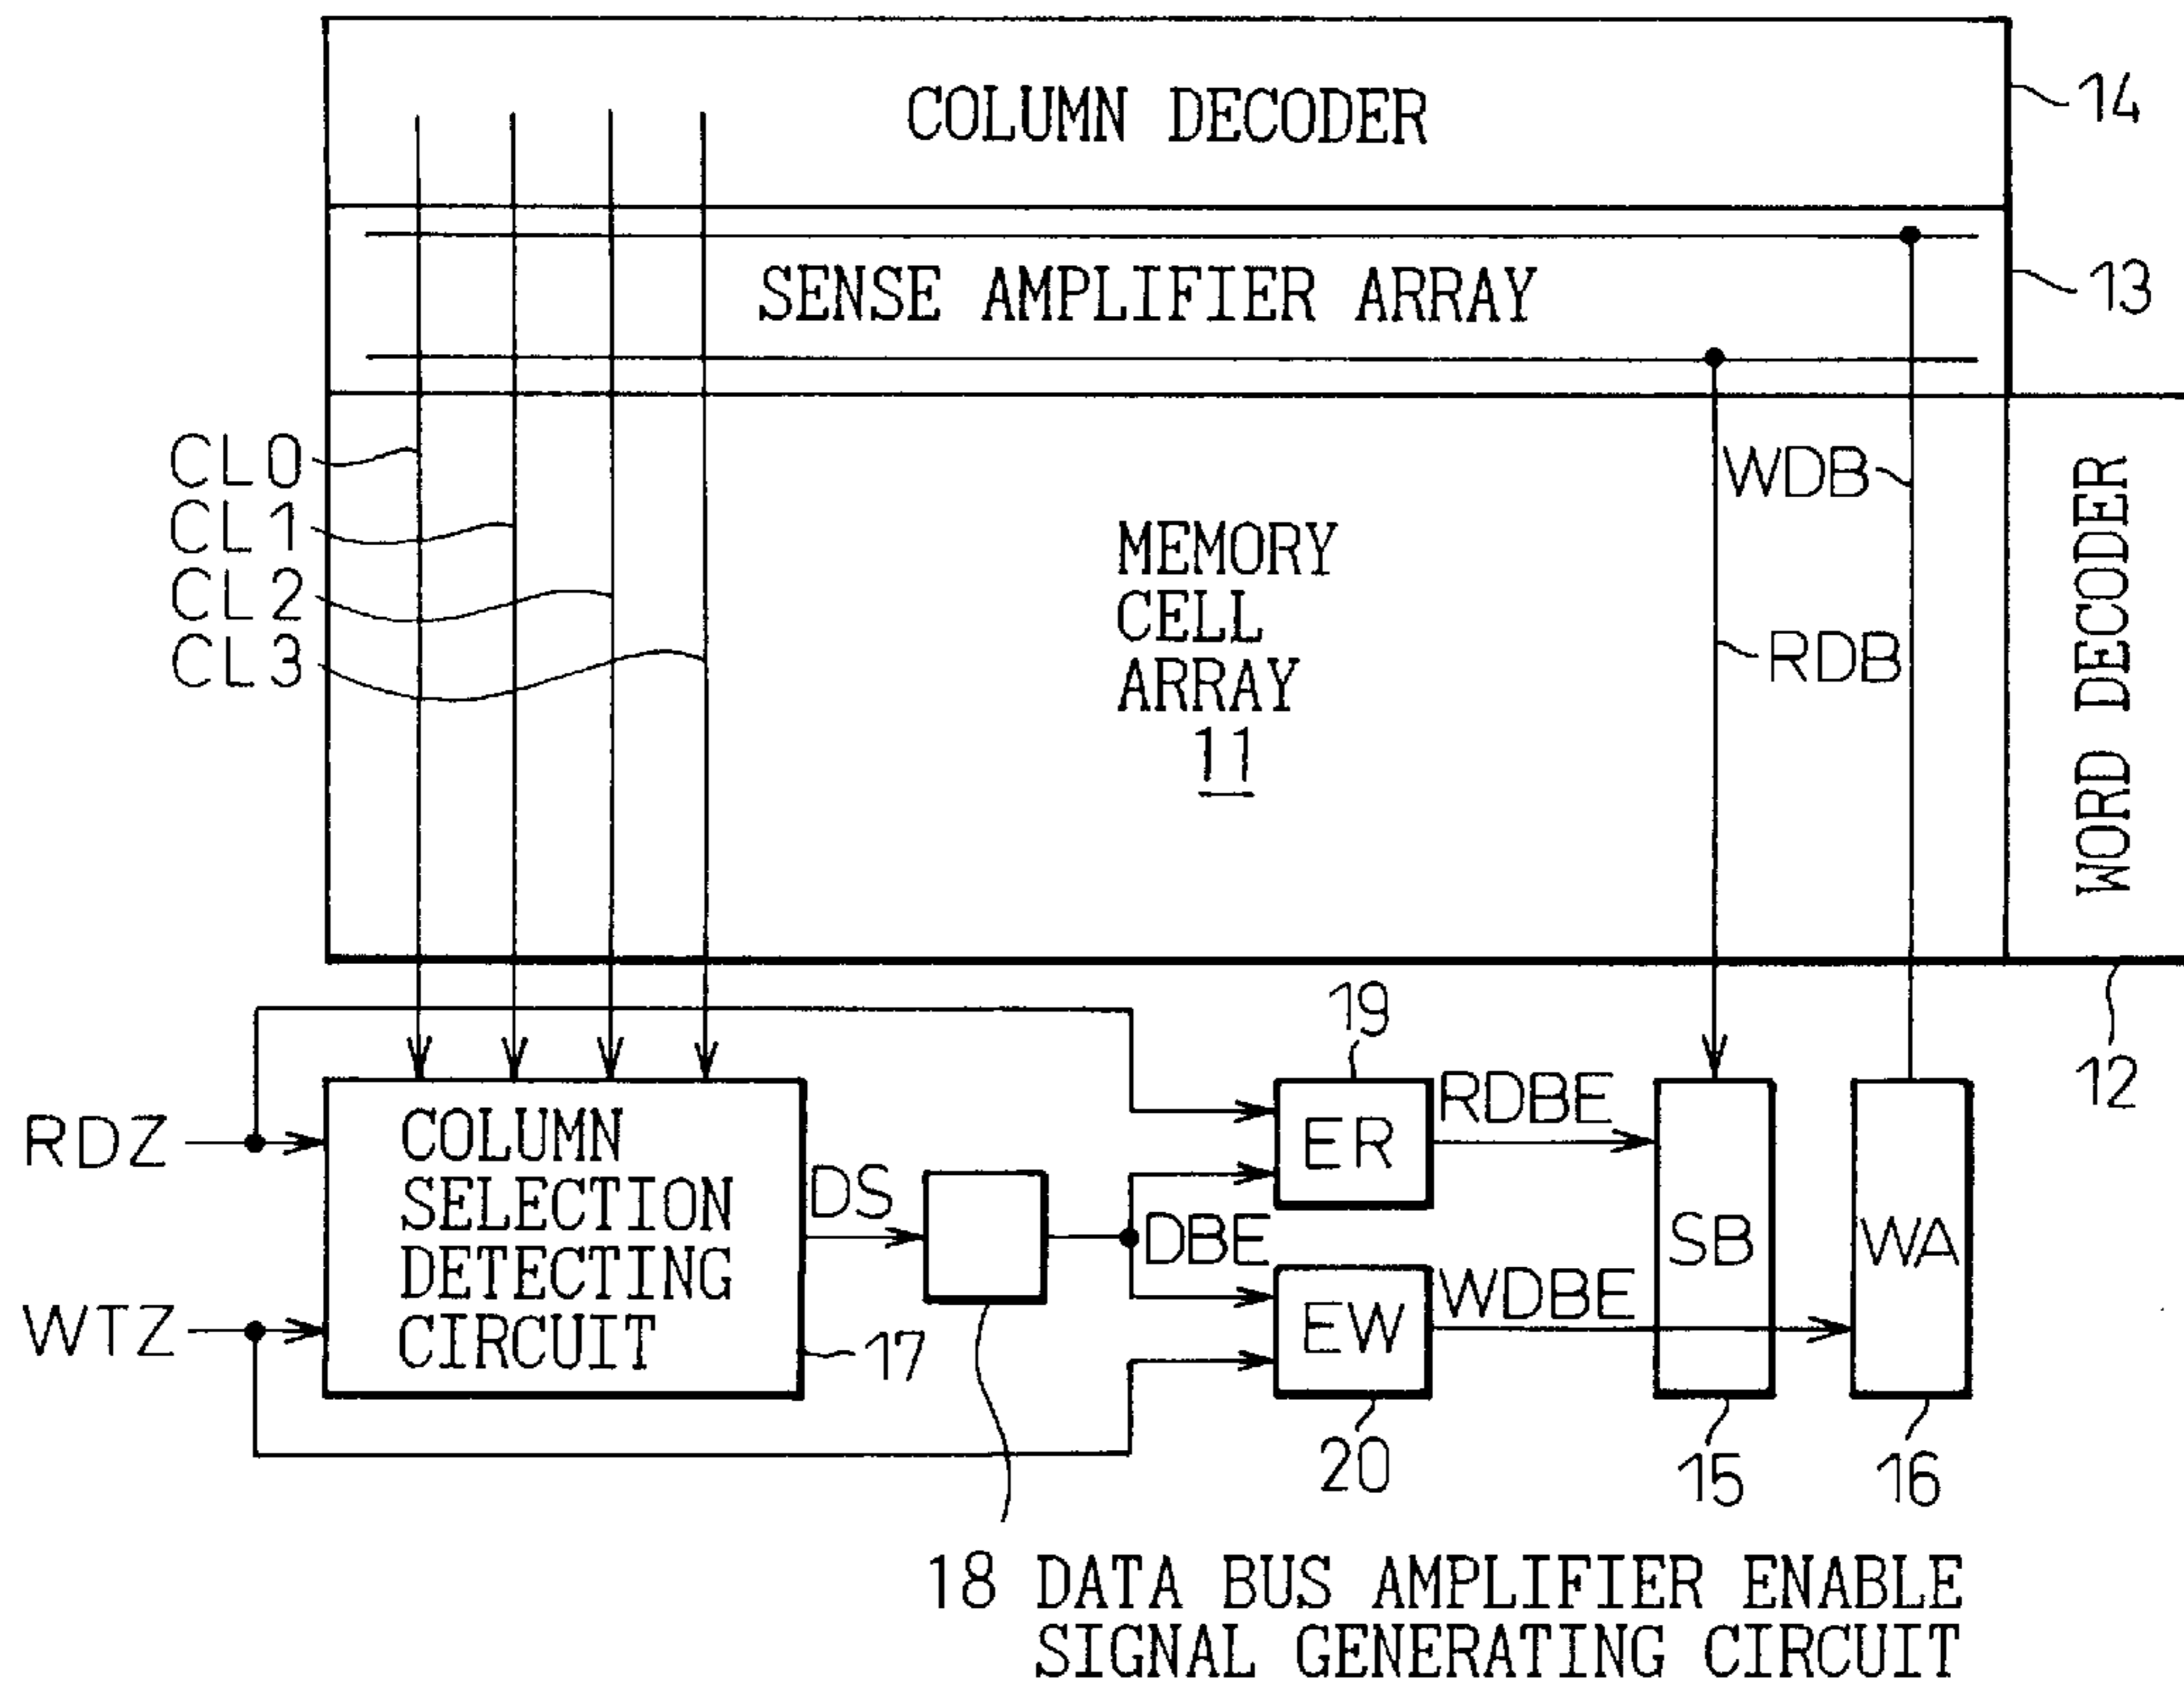 COLUMN DECODER
14
SENSE AMPLIFIER ARRAY
13
CL0
CL1
CL2
CL3
MEMORY
CELL
ARRAY
11
WDB
RDB
WORD DECODER
12
RDZ
WTZ
COLUMN
SELECTION
DETECTING
CIRCUIT
17
DS
DBE
19
ER
RDBE
EW
WDBE
20
SB
15
WA
16
18 DATA BUS AMPLIFIER ENABLE
SIGNAL GENERATING CIRCUIT